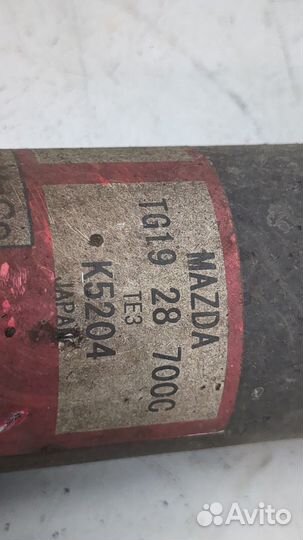 MAZDA
TG19 28 700C
TE3
K5204
JAPAN
Avito